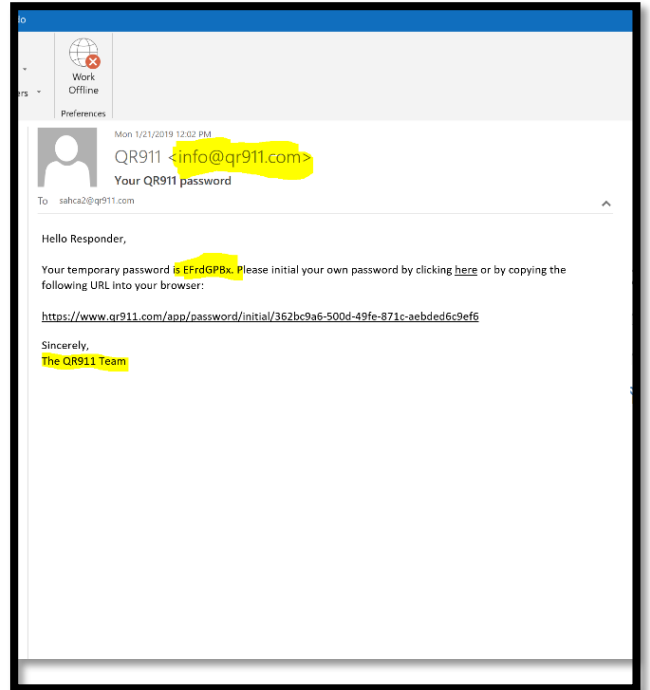 Work
Offline
Preferences
Mon 1/21/2019 12:02 PM
QR911 <info@qr911.com>
Your QR911 password
To sahca2@qr911.com
Hello Responder,
Your temporary password is EFrdGPBx. Please initial your own password by clicking here or by copying the
following URL into your browser:
https://www.qr911.com/app/password/initial/362bc9a6-500d-49fe-871c-aebded6c9ef6
Sincerely,
The QR911 Team